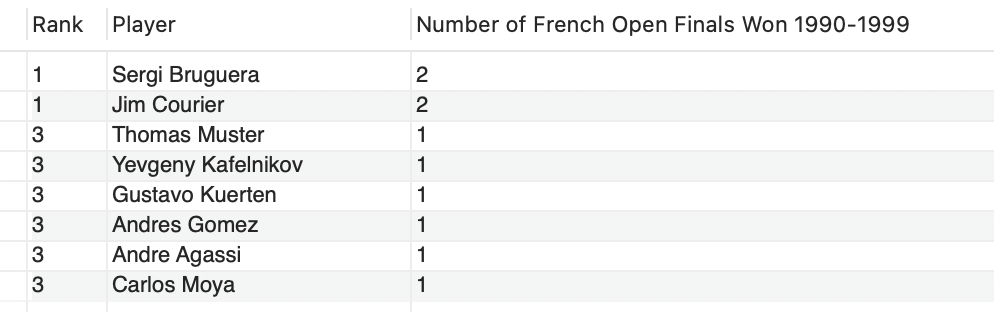 Rank Player Number of French Open Finals Won 1990-1999
1 Sergi Bruguera 2
1 Jim Courier 2
3 Thomas Muster 1
3 Yevgeny Kafelnikov 1
3 Gustavo Kuerten 1
3 Andres Gomez 1
3 Andre Agassi 1
3 Carlos Moya 1